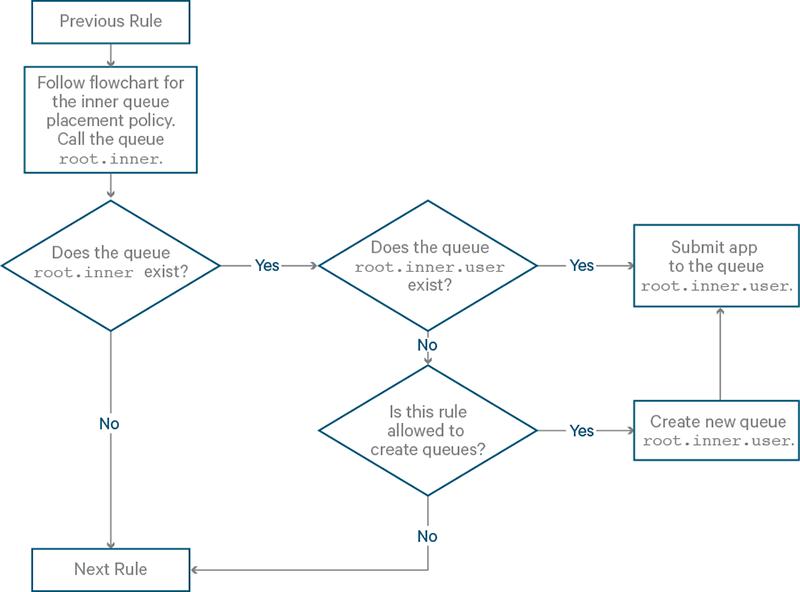 Previous Rule
Follow flowchart for
the inner queue
placement policy.
Call the queue
root.inner.
Does the queue
root.inner exist?
Yes
Does the queue
root.inner.user
exist?
Yes
Submit app
to the queue
root.inner.user.
No
No
Is this rule
allowed to
create queues?
Yes
Create new queue
root.inner.user.
No
Next Rule